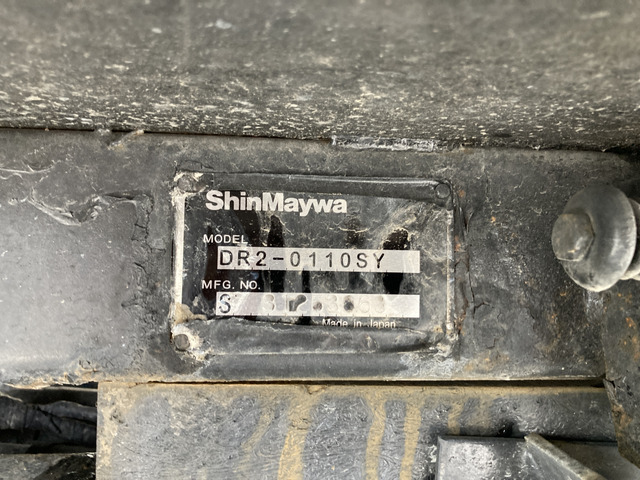 ShinMaywa
MODEL
DR2-0110SY
MFG. NO.
Made in Japan